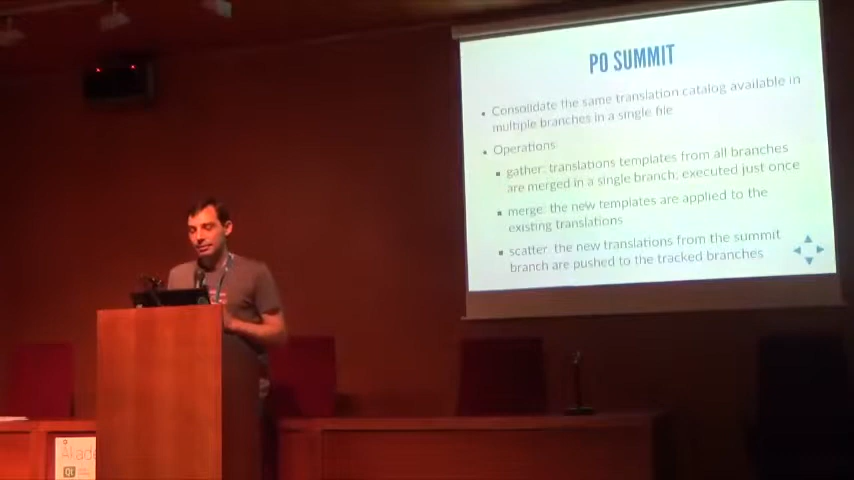 PO SUMMIT
Consolidate the same translation catalog available in
multiple branches in a single file
Operations
gather: translations templates from all branches
are merged in a single branch; executed just once
merge: the new templates are applied to the
existing translations
scatter: the new translations from the summit
branch are pushed to the tracked branches
Akade
Qt